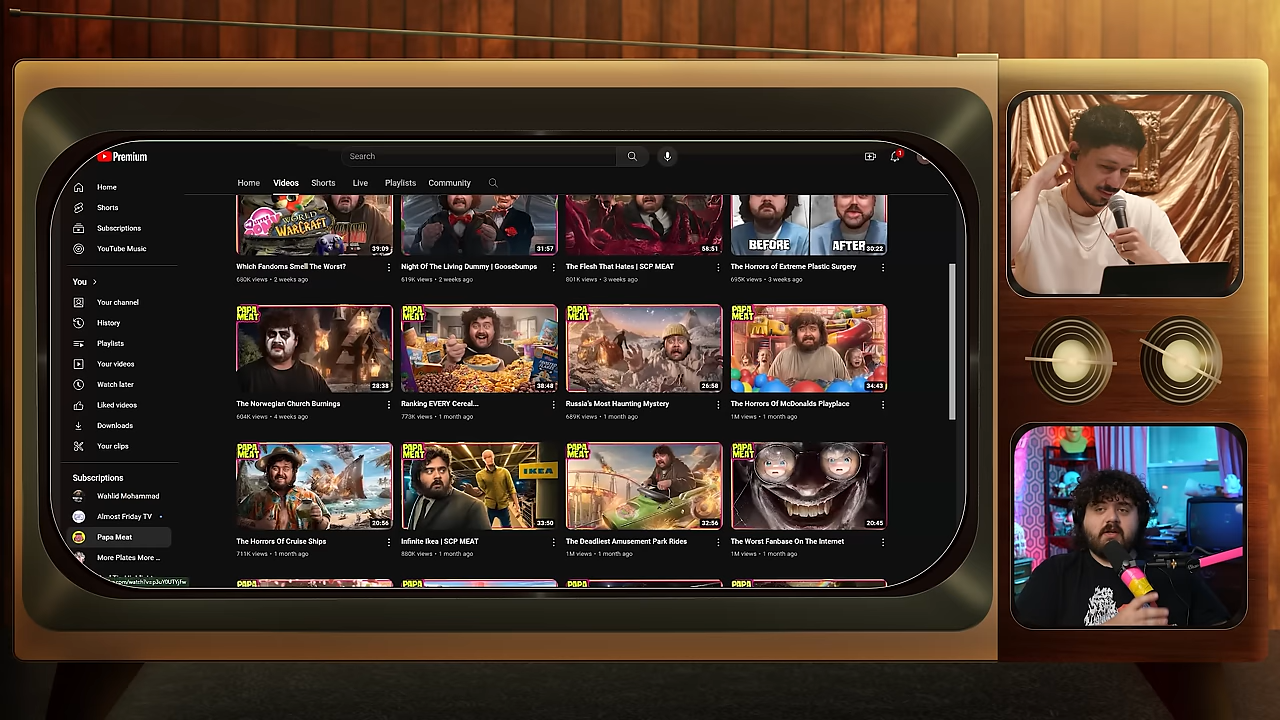 Premium
Search
1
Home
Shorts
Subscriptions
YouTube Music
You
Your channel
History
Playlists
Your videos
Watch later
Liked videos
Downloads
Your clips
Subscriptions
Wahlid Mohammad
Almost Friday TV
Papa Meat
More Plates More ...
Home Videos Shorts Live Playlists Community
WORLD
WARCRAFT
39:09
31:57
58:51
BEFORE AFTER
30:22
Which Fandoms Smell The Worst?
680K views • 2 weeks ago
Night Of The Living Dummy | Goosebumps
619K views • 2 weeks ago
The Flesh That Hates | SCP MEAT
801K views • 3 weeks ago
The Horrors of Extreme Plastic Surgery
695K views • 3 weeks ago
PAPA
MEAT
28:38
PAPA
MEAT
38:48
PAPA
MEAT
26:58
PAPA
MEAT
34:43
The Norwegian Church Burnings
604K views • 4 weeks ago
Ranking EVERY Cereal...
773K views • 1 month ago
Russia's Most Haunting Mystery
689K views • 1 month ago
The Horrors Of McDonalds Playplace
1M views • 1 month ago
PAPA
MEAT
20:56
IKEA
33:50
PAPA
MEAT
32:56
PAPA
MEAT
20:45
The Horrors Of Cruise Ships
711K views • 1 month ago
Infinite Ikea | SCP MEAT
880K views • 1 month ago
The Deadliest Amusement Park Rides
1M views • 1 month ago
The Worst Fanbase On The Internet
1M views • 1 month ago
PAPA
PAPA
PAPA
PAPA